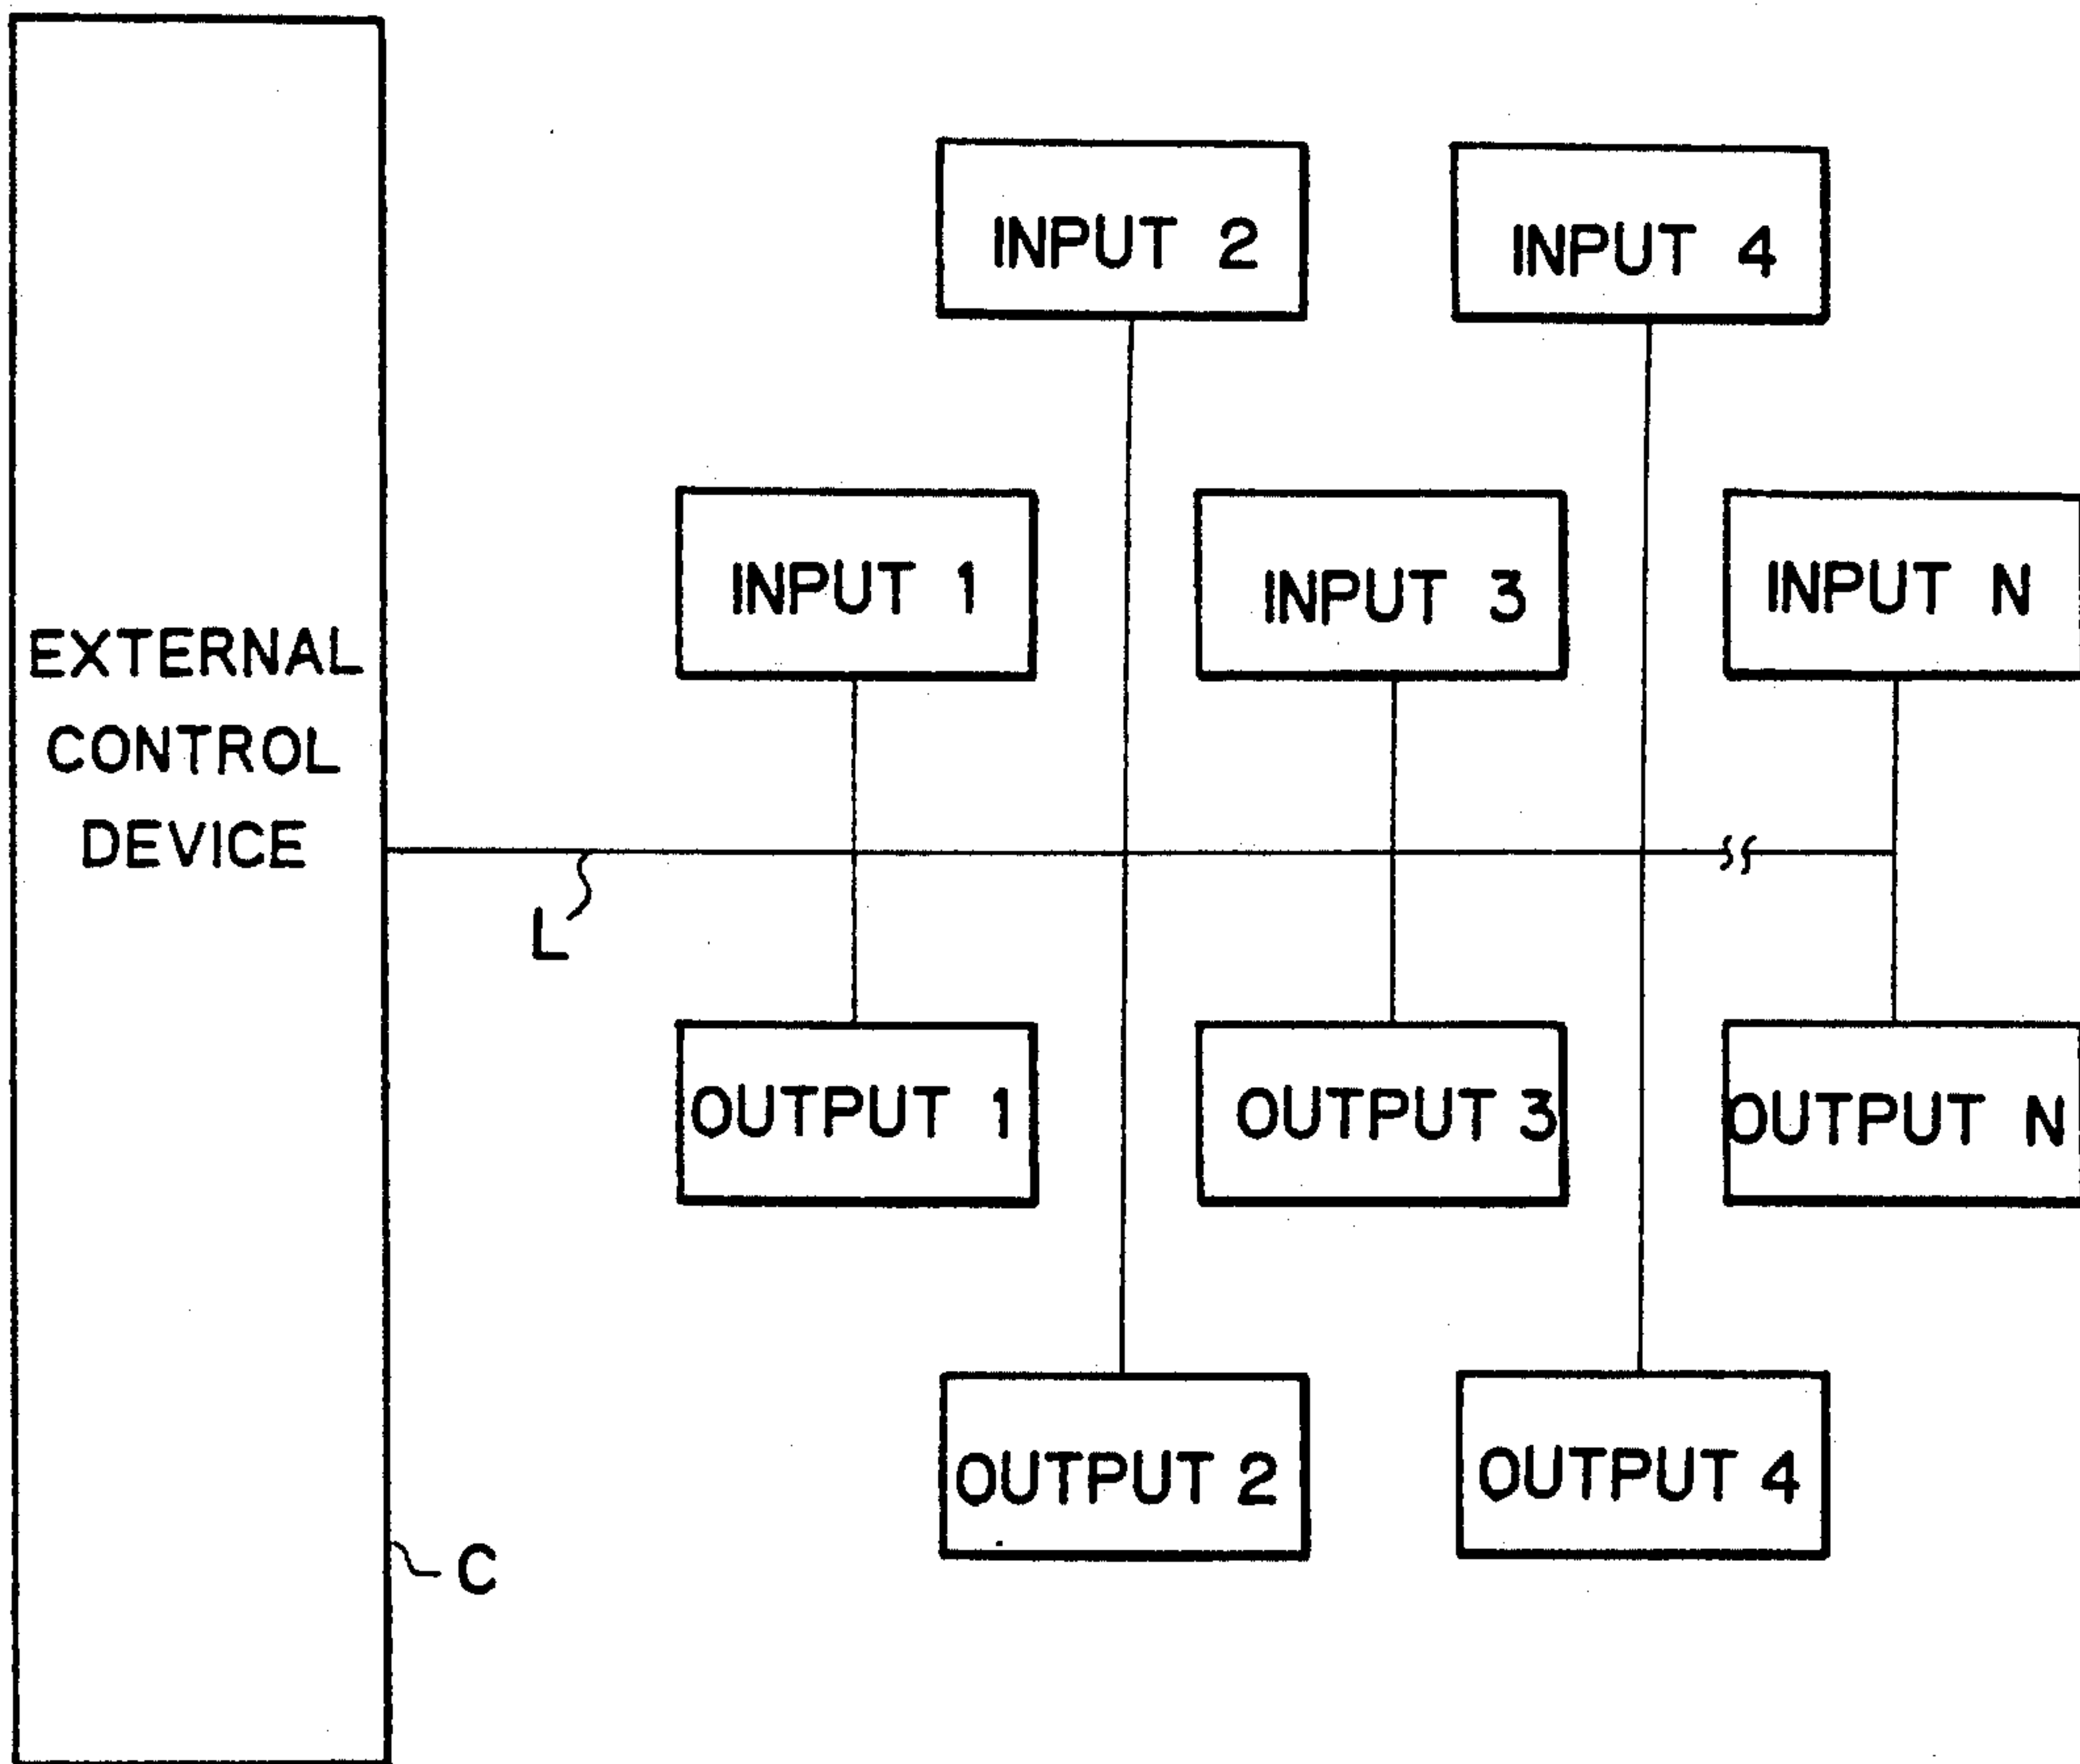 INPUT 2
INPUT 4
INPUT 1
INPUT 3
INPUT N
EXTERNAL
CONTROL
DEVICE
L
OUTPUT 1
OUTPUT 3
OUTPUT N
OUTPUT 2
OUTPUT 4
C